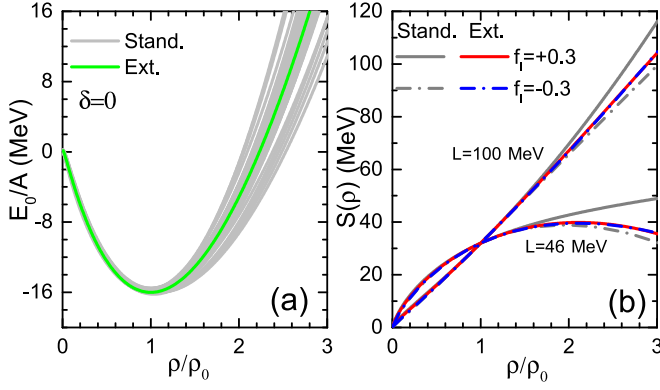 16
8
0
-8
-16
E₀/A (MeV)
Stand.
Ext.
δ=0
(a)
0 1 2 3
ρ/ρ₀
120
100
80
60
40
20
0
S(ρ) (MeV)
Stand. Ext.
f_I=+0.3
f_I=-0.3
L=100 MeV
L=46 MeV
(b)
0 1 2 3
ρ/ρ₀